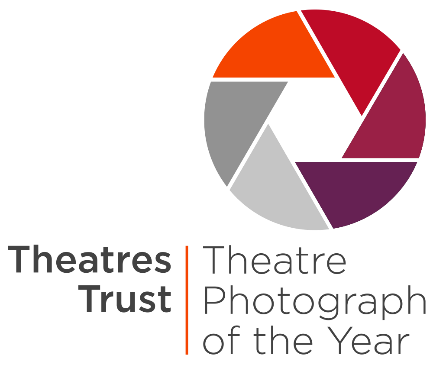 Theatres
Trust
Theatre
Photograph
of the Year